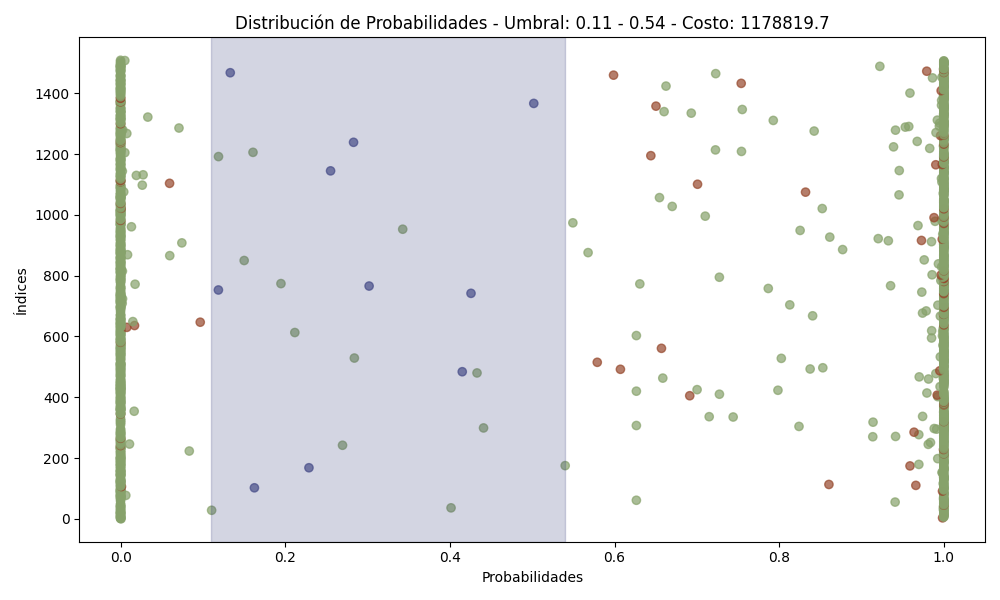 Distribución de Probabilidades - Umbral: 0.11 - 0.54 - Costo: 1178819.7
Índices
1400
1200
1000
800
600
400
200
0
0.0 0.2 0.4 0.6 0.8 1.0
Probabilidades